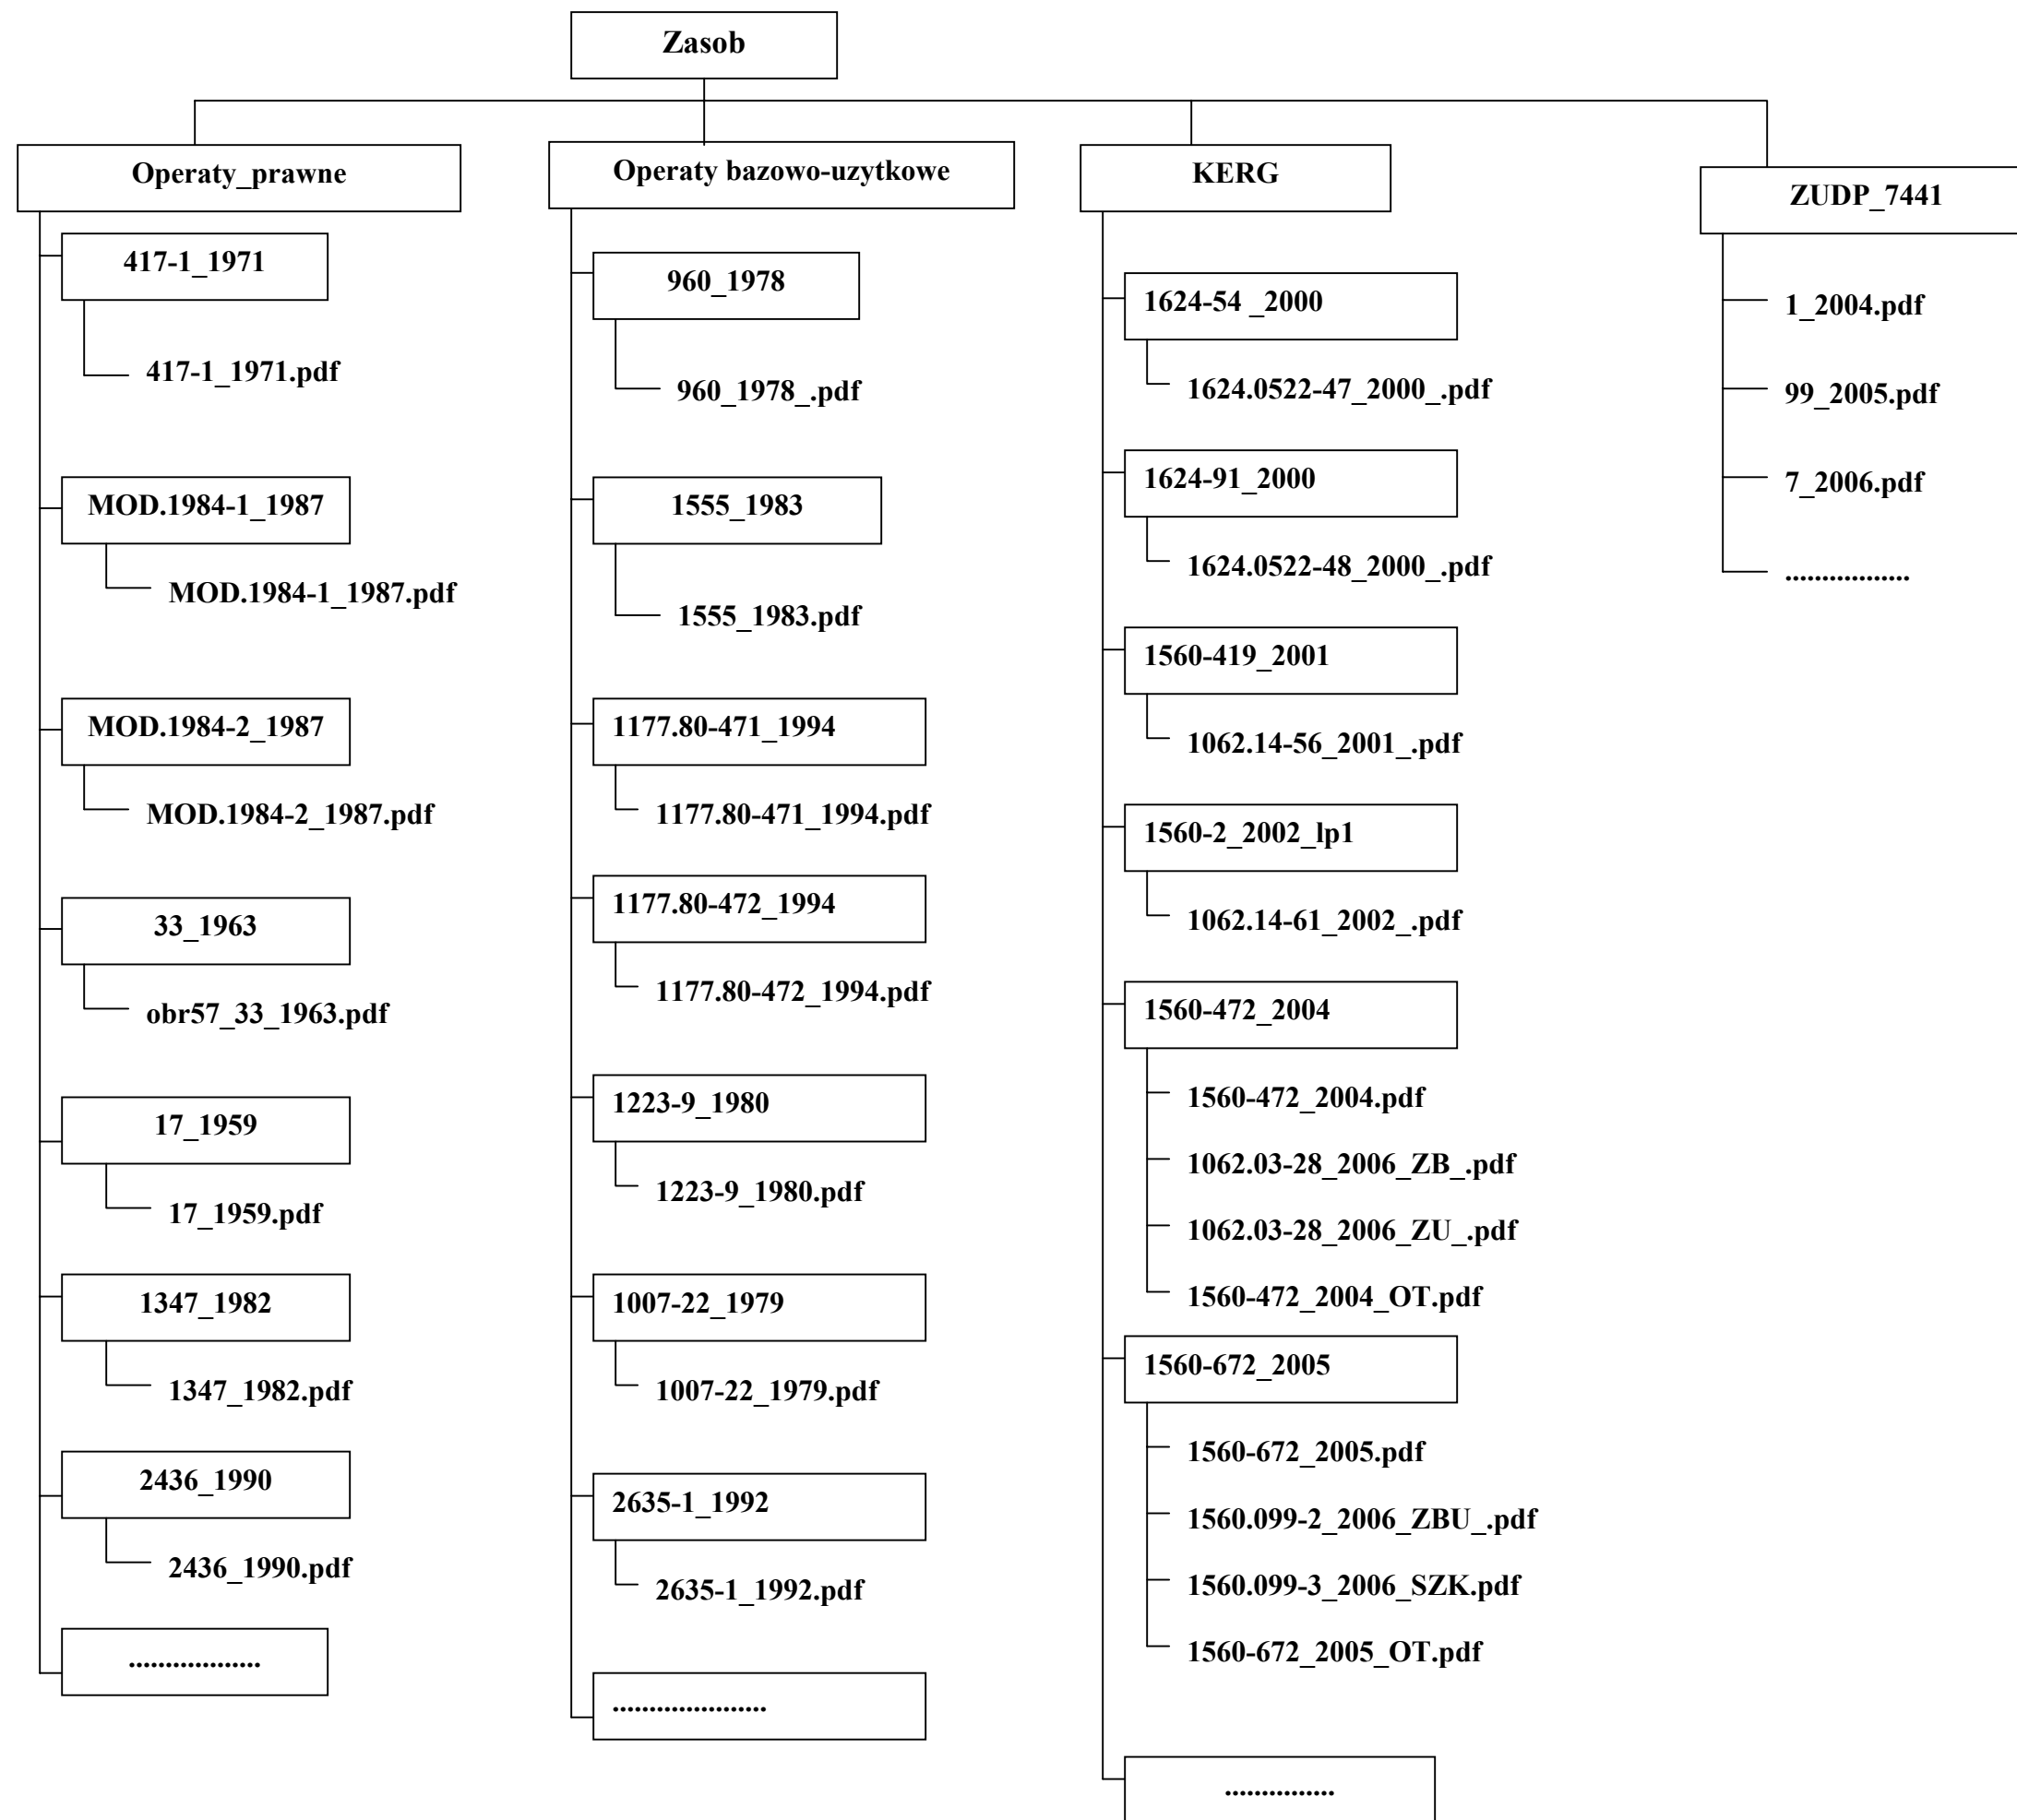 Zasob
Operaty_prawne
417-1_1971
417-1_1971.pdf
MOD.1984-1_1987
MOD.1984-1_1987.pdf
MOD.1984-2_1987
MOD.1984-2_1987.pdf
33_1963
obr57_33_1963.pdf
17_1959
17_1959.pdf
1347_1982
1347_1982.pdf
2436_1990
2436_1990.pdf
..................
Operaty bazowo-uzytkowe
960_1978
960_1978_.pdf
1555_1983
1555_1983.pdf
1177.80-471_1994
1177.80-471_1994.pdf
1177.80-472_1994
1177.80-472_1994.pdf
1223-9_1980
1223-9_1980.pdf
1007-22_1979
1007-22_1979.pdf
2635-1_1992
2635-1_1992.pdf
.....................
KERG
1624-54 _2000
1624.0522-47_2000_.pdf
1624-91_2000
1624.0522-48_2000_.pdf
1560-419_2001
1062.14-56_2001_.pdf
1560-2_2002_lp1
1062.14-61_2002_.pdf
1560-472_2004
1560-472_2004.pdf
1062.03-28_2006_ZB_.pdf
1062.03-28_2006_ZU_.pdf
1560-472_2004_OT.pdf
1560-672_2005
1560-672_2005.pdf
1560.099-2_2006_ZBU_.pdf
1560.099-3_2006_SZK.pdf
1560-672_2005_OT.pdf
...............
ZUDP_7441
1_2004.pdf
99_2005.pdf
7_2006.pdf
.................